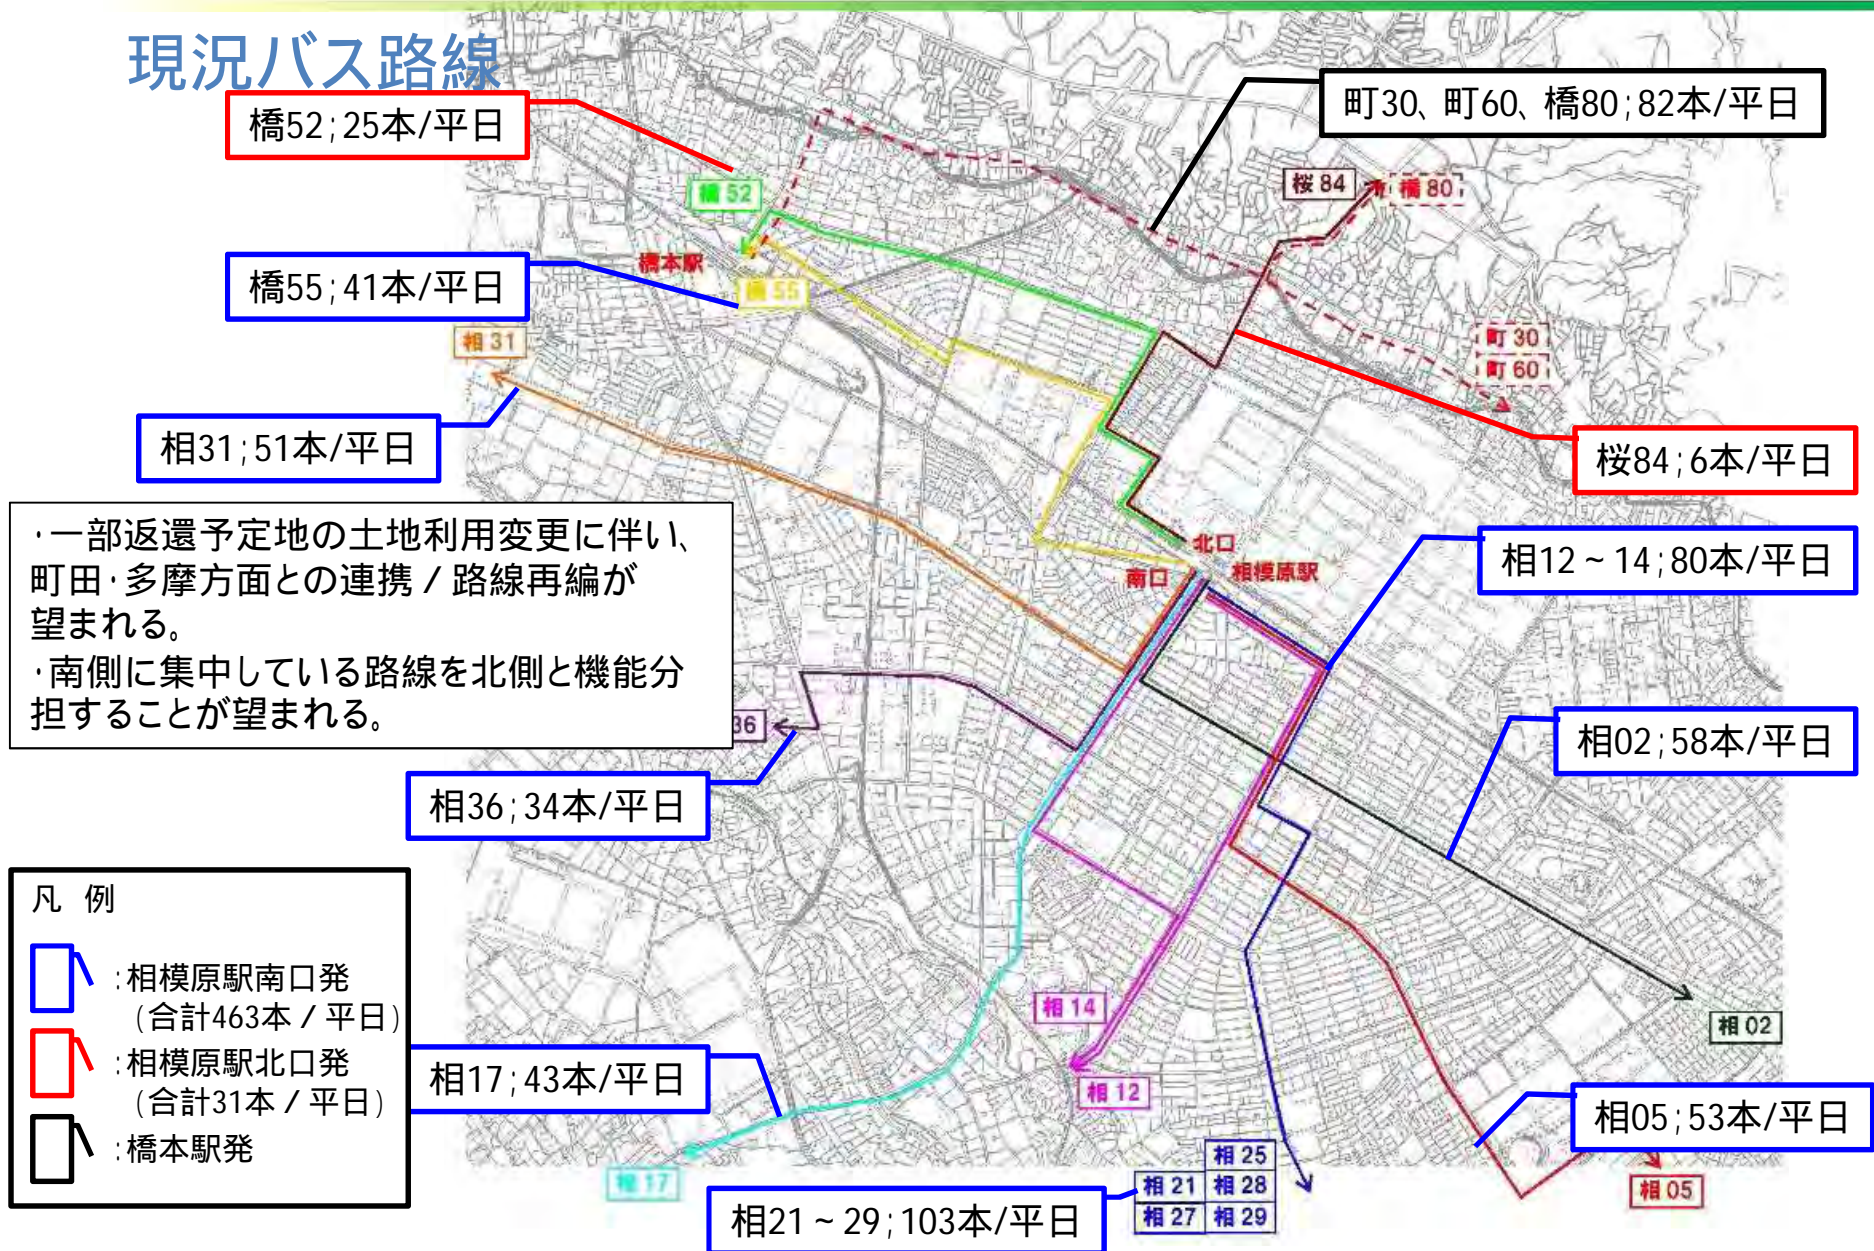 現況バス路線
橋52;25本/平日
町30、町60、橋80;82本/平日
桜84
橋80
橋52
橋本駅
橋55;41本/平日
橋55
相31
町30
町60
相31;51本/平日
桜84;6本/平日
・一部返還予定地の土地利用変更に伴い、
町田・多摩方面との連携/路線再編が
望まれる。
・南側に集中している路線を北側と機能分
担することが望まれる。
北口
南口
相模原駅
相12~14;80本/平日
36
相02;58本/平日
相36;34本/平日
凡 例
:相模原駅南口発
(合計463本/平日)
:相模原駅北口発
(合計31本/平日)
:橋本駅発
相14
相02
相17;43本/平日
相12
相05;53本/平日
相17
相25
相21 相28
相27 相29
相05
相21~29;103本/平日